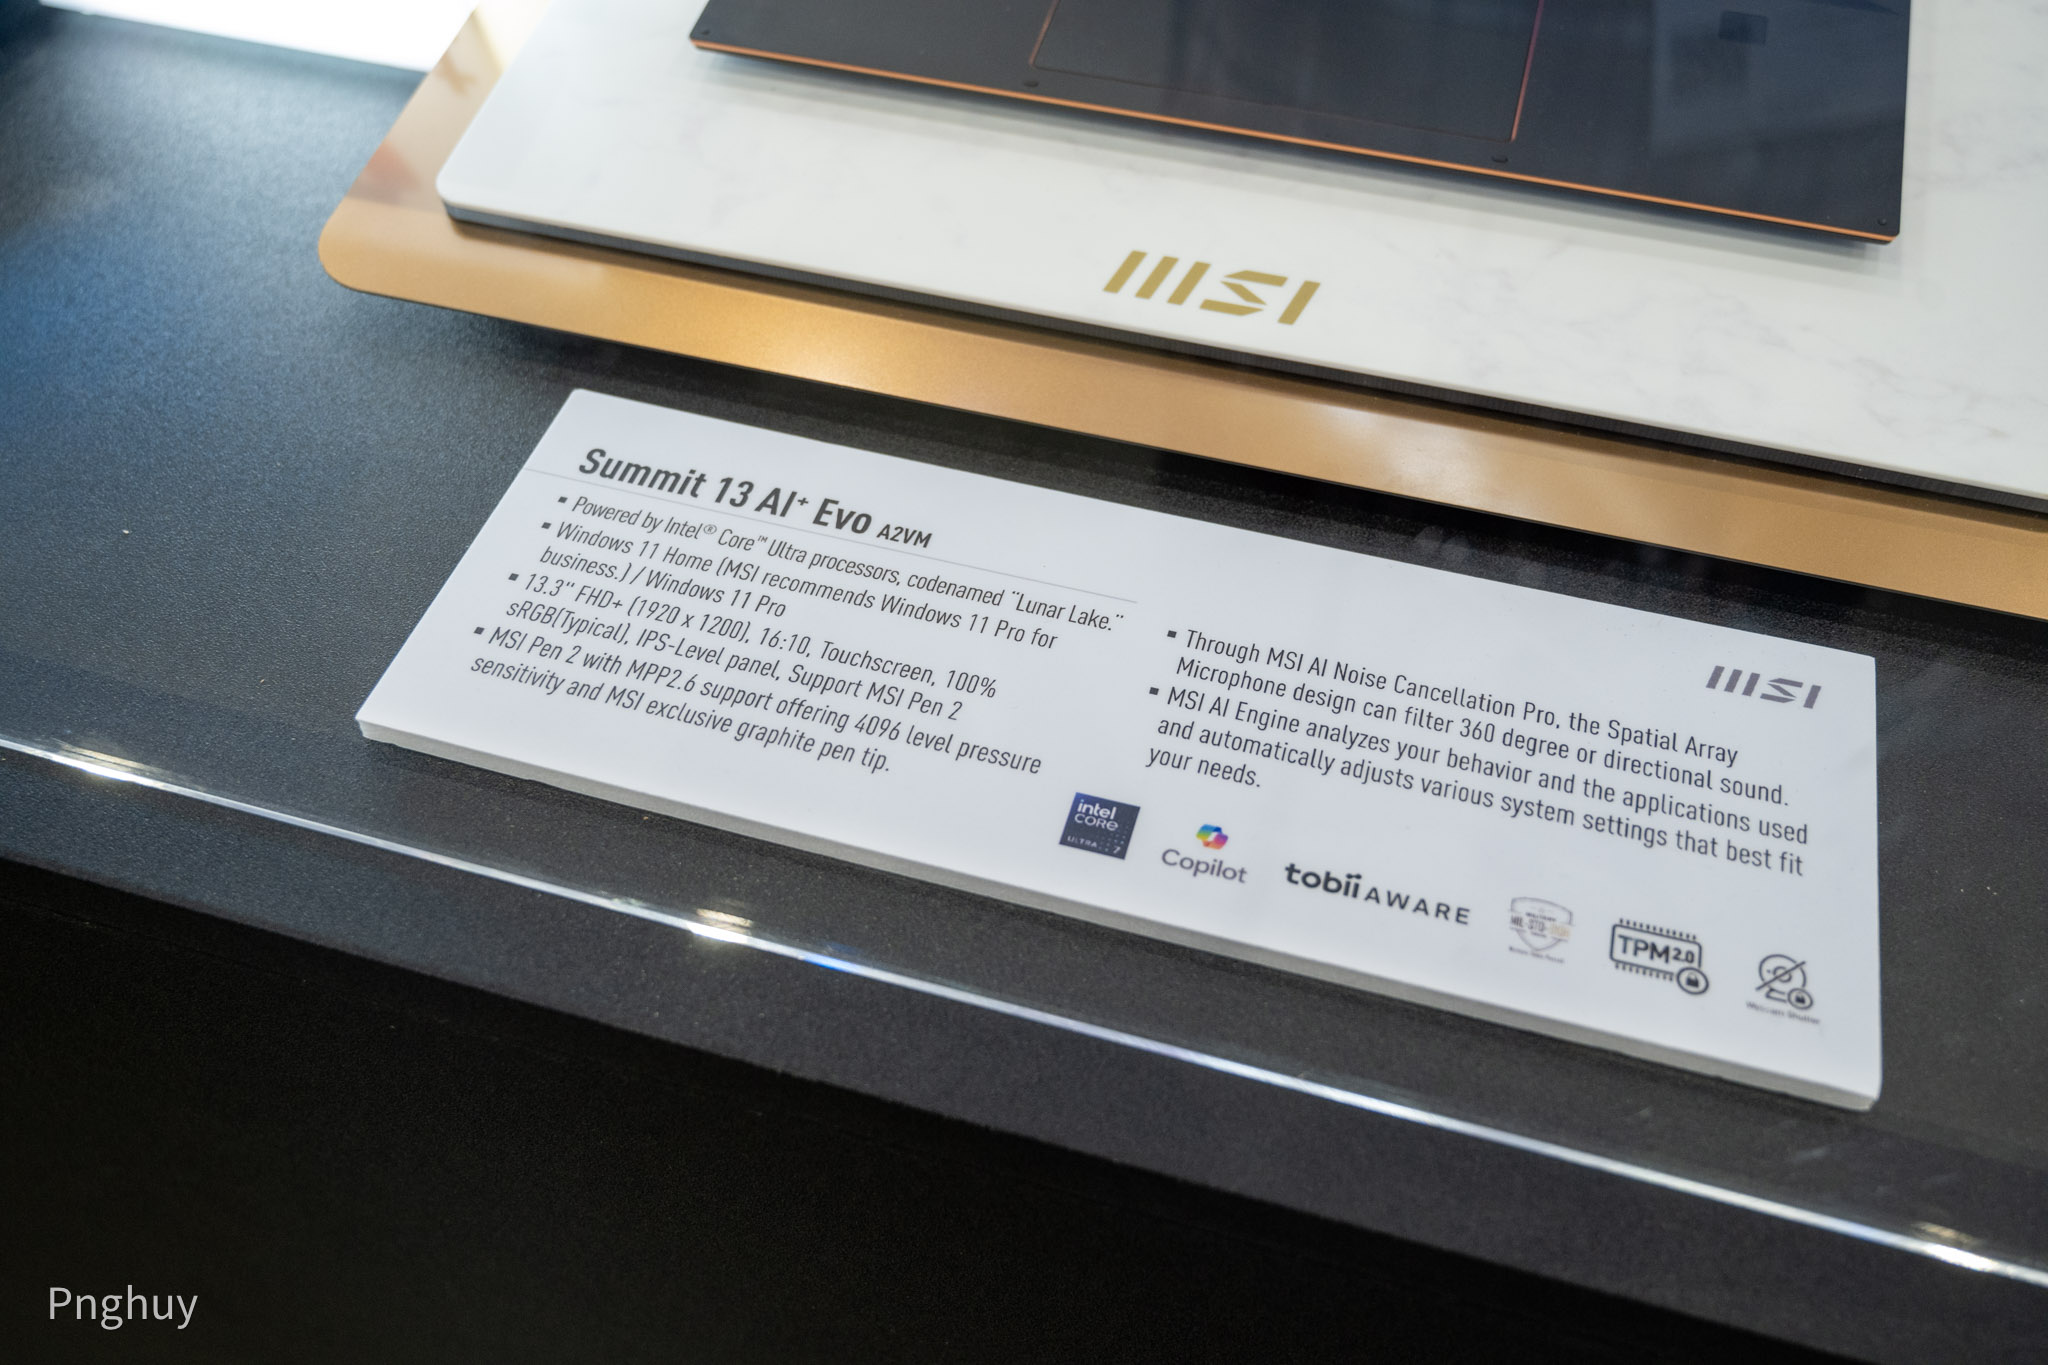 msi
Summit 13 AI+ Evo A2VM
▪ Powered by Intel® Core™ Ultra processors, codenamed "Lunar Lake."
▪ Windows 11 Home (MSI recommends Windows 11 Pro for
business.) / Windows 11 Pro
▪ 13.3" FHD+ (1920 x 1200), 16:10, Touchscreen, 100%
sRGB(Typical), IPS-Level panel, Support MSI Pen 2
▪ MSI Pen 2 with MPP2.6 support offering 4096 level pressure
sensitivity and MSI exclusive graphite pen tip.
msi
▪ Through MSI AI Noise Cancellation Pro, the Spatial Array
Microphone design can filter 360 degree or directional sound.
▪ MSI AI Engine analyzes your behavior and the applications used
and automatically adjusts various system settings that best fit
your needs.
intel
CORE
ULTRA 7
Copilot
tobii AWARE
TPM 2.0
Webcam Shutter
Pnghuy